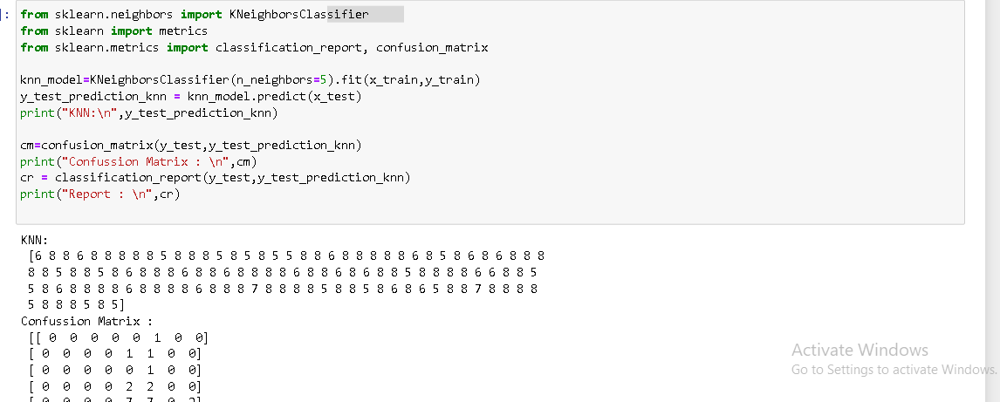 ]:
from sklearn.neighbors import KNeighborsClassifier
from sklearn import metrics
from sklearn.metrics import classification_report, confusion_matrix
knn_model=KNeighborsClassifier(n_neighbors=5).fit(x_train,y_train)
y_test_prediction_knn = knn_model.predict(x_test)
print("KNN:\n",y_test_prediction_knn)
cm=confusion_matrix(y_test,y_test_prediction_knn)
print("Confussion Matrix : \n",cm)
cr = classification_report(y_test,y_test_prediction_knn)
print("Report : \n",cr)
KNN:
[6 8 8 6 8 8 8 8 8 5 8 8 8 5 8 5 8 5 5 8 8 6 8 8 8 8 8 6 8 5 8 6 8 6 8 8 8
8 8 5 8 8 5 8 6 8 8 8 6 8 8 6 8 8 8 8 6 8 8 6 8 6 8 8 5 8 8 8 8 6 6 8 8 5
5 8 6 8 8 8 8 6 8 8 8 8 6 8 8 8 7 8 8 8 8 5 8 8 5 8 6 8 6 5 8 8 7 8 8 8 8
5 8 8 8 5 8 5]
Confussion Matrix :
[[ 0 0 0 0 0 1 0 0]
[ 0 0 0 0 1 1 0 0]
[ 0 0 0 0 0 1 0 0]
[ 0 0 0 0 2 2 0 0]
Activate Windows
Go to Settings to activate Windows.